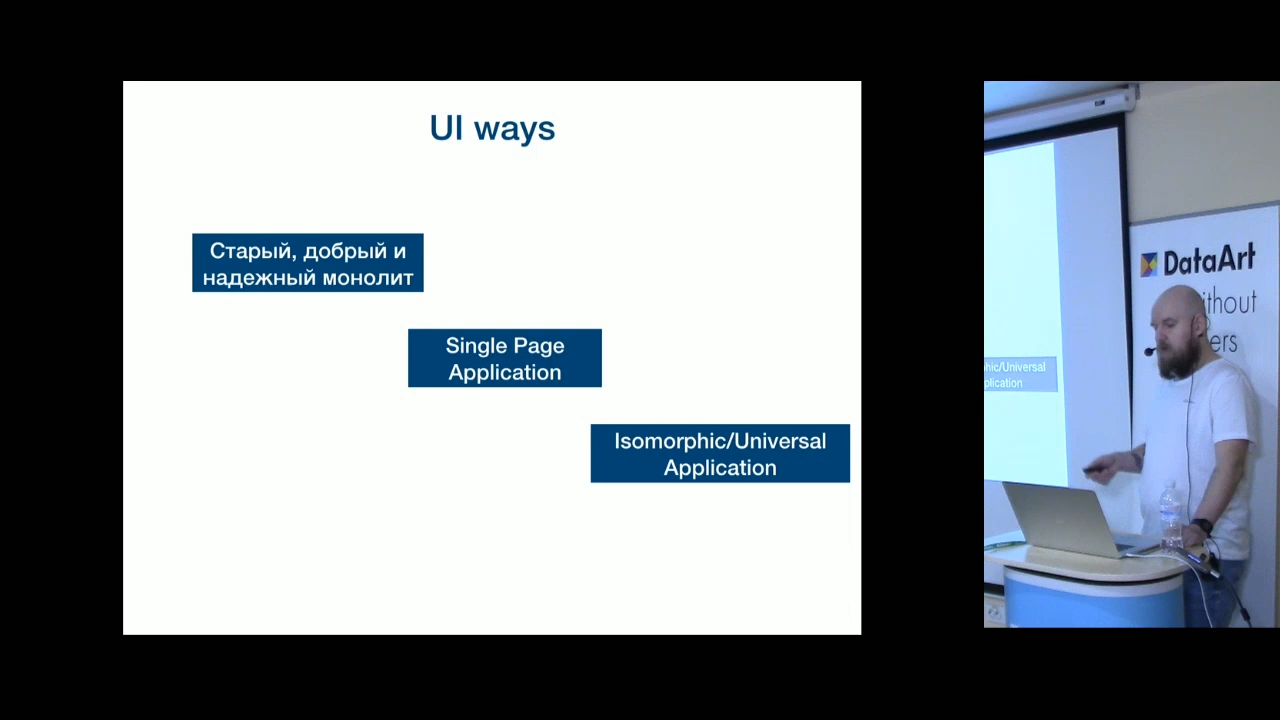 UI ways
Старый, добрый и
надежный монолит
Single Page
Application
Isomorphic/Universal
Application
DataArt